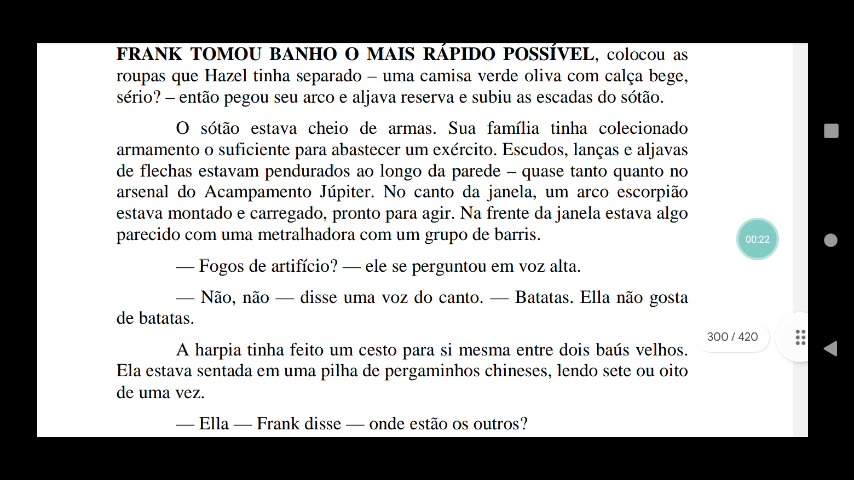 FRANK TOMOU BANHO O MAIS RÁPIDO POSSÍVEL, colocou as
roupas que Hazel tinha separado – uma camisa verde oliva com calça bege,
sério? – então pegou seu arco e aljava reserva e subiu as escadas do sótão.
O sótão estava cheio de armas. Sua família tinha colecionado
armamento o suficiente para abastecer um exército. Escudos, lanças e aljavas
de flechas estavam pendurados ao longo da parede – quase tanto quanto no
arsenal do Acampamento Júpiter. No canto da janela, um arco escorpião
estava montado e carregado, pronto para agir. Na frente da janela estava algo
parecido com uma metralhadora com um grupo de barris.
— Fogos de artifício? — ele se perguntou em voz alta.
— Não, não — disse uma voz do canto. — Batatas. Ella não gosta
de batatas.
A harpia tinha feito um cesto para si mesma entre dois baús velhos.
Ela estava sentada em uma pilha de pergaminhos chineses, lendo sete ou oito
de uma vez.
— Ella — Frank disse — onde estão os outros?
00:22
300 / 420